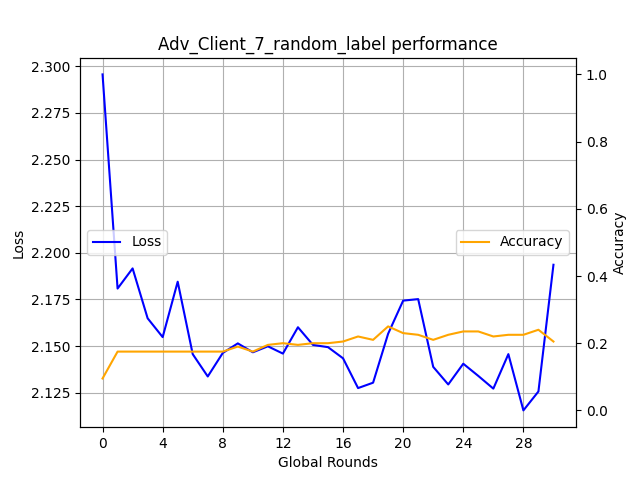 Adv_Client_7_random_label performance
2.300
2.275
2.250
2.225
2.200
2.175
2.150
2.125
Loss
Loss
Accuracy
1.0
0.8
0.6
0.4
0.2
0.0
Accuracy
0 4 8 12 16 20 24 28
Global Rounds